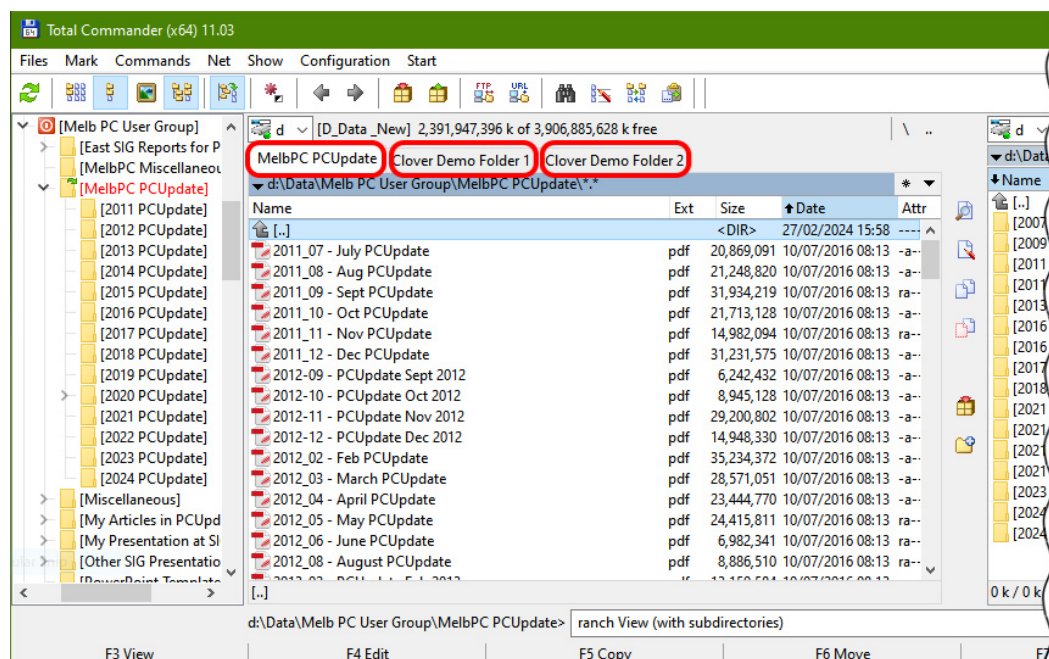 Total Commander (x64) 11.03
Files Mark Commands Net Show Configuration Start
FTP URL
[Melb PC User Group]
[East SIG Reports for P
[MelbPC Miscellaneou
[MelbPC PCUpdate]
[2011 PCUpdate]
[2012 PCUpdate]
[2013 PCUpdate]
[2014 PCUpdate]
[2015 PCUpdate]
[2016 PCUpdate]
[2017 PCUpdate]
[2018 PCUpdate]
[2019 PCUpdate]
[2020 PCUpdate]
[2021 PCUpdate]
[2022 PCUpdate]
[2023 PCUpdate]
[2024 PCUpdate]
[Miscellaneous]
[My Articles in PCUpd
[My Presentation at SI
[Other SIG Presentatio
[PowerPoint Template
d [D_Data _New] 2,391,947,396 k of 3,906,885,628 k free \ ..
MelbPC PCUpdate Clover Demo Folder 1 Clover Demo Folder 2
d:\Data\Melb PC User Group\MelbPC PCUpdate\*.* *
Name Ext Size Date Attr
[..] <DIR> 27/02/2024 15:58 ----
2011_07 - July PCUpdate pdf 20,869,091 10/07/2016 08:13 -a--
2011_08 - Aug PCUpdate pdf 21,248,820 10/07/2016 08:13 -a--
2011_09 - Sept PCUpdate pdf 31,934,219 10/07/2016 08:13 ra--
2011_10 - Oct PCUpdate pdf 21,713,128 10/07/2016 08:13 -a--
2011_11 - Nov PCUpdate pdf 14,982,094 10/07/2016 08:13 ra--
2011_12 - Dec PCUpdate pdf 31,231,575 10/07/2016 08:13 -a--
2012-09 - PCUpdate Sept 2012 pdf 6,242,432 10/07/2016 08:13 -a--
2012-10 - PCUpdate Oct 2012 pdf 8,945,128 10/07/2016 08:13 -a--
2012-11 - PCUpdate Nov 2012 pdf 29,200,802 10/07/2016 08:13 -a--
2012-12 - PCUpdate Dec 2012 pdf 14,948,330 10/07/2016 08:13 -a--
2012_02 - Feb PCUpdate pdf 35,234,372 10/07/2016 08:13 -a--
2012_03 - March PCUpdate pdf 28,571,051 10/07/2016 08:13 -a--
2012_04 - April PCUpdate pdf 23,444,770 10/07/2016 08:13 -a--
2012_05 - May PCUpdate pdf 24,415,811 10/07/2016 08:13 ra--
2012_06 - June PCUpdate pdf 6,982,341 10/07/2016 08:13 ra--
2012_08 - August PCUpdate pdf 8,886,510 10/07/2016 08:13 ra--
[..]
d
d:\Data
Name
[..]
[2007
[2009
[2011
[2011
[2013
[2016
[2016
[2017
[2018
[2021
[2021
[2021
[2021
[2023
[2024
[2024
0 k / 0 k
d:\Data\Melb PC User Group\MelbPC PCUpdate> ranch View (with subdirectories)
F3 View F4 Edit F5 Copy F6 Move F7